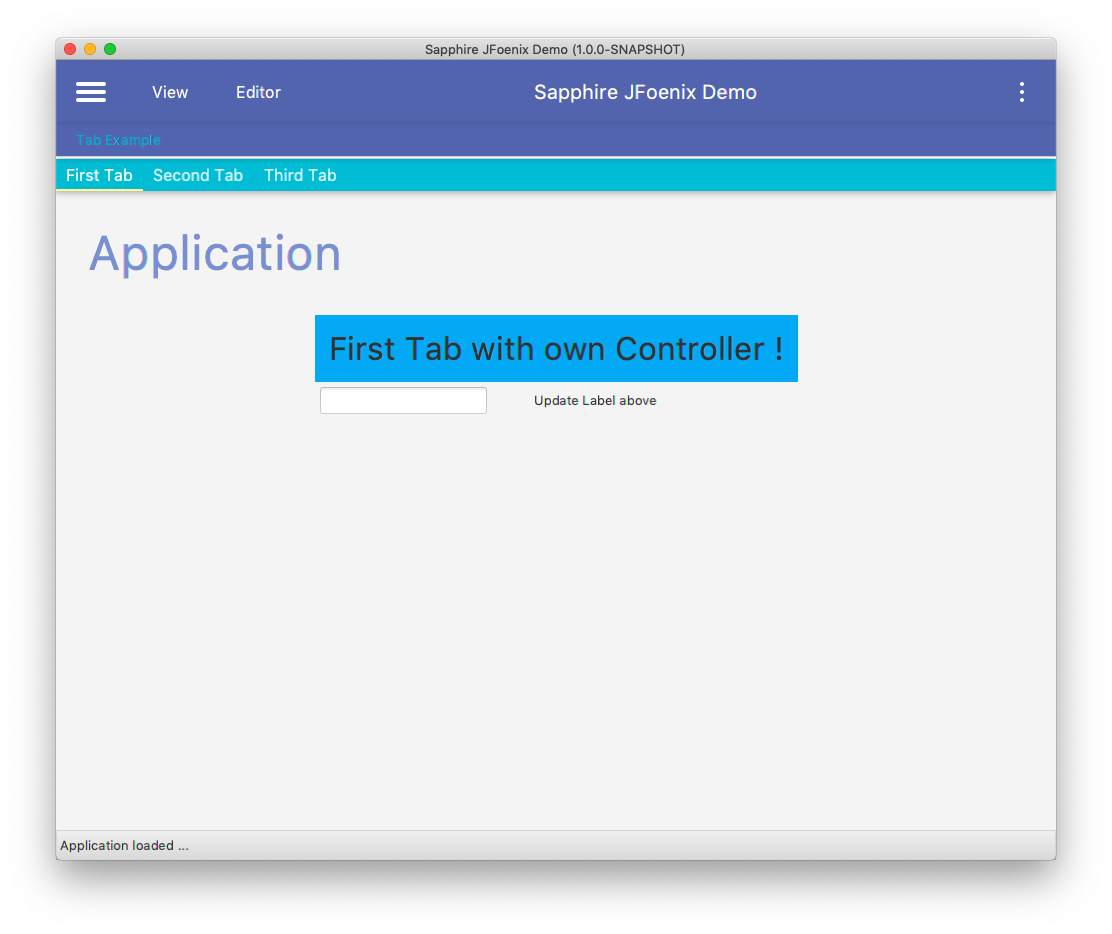 Sapphire JFoenix Demo (1.0.0-SNAPSHOT)
View Editor Sapphire JFoenix Demo
Tab Example
First Tab Second Tab Third Tab
Application
First Tab with own Controller !
Update Label above
Application loaded ...